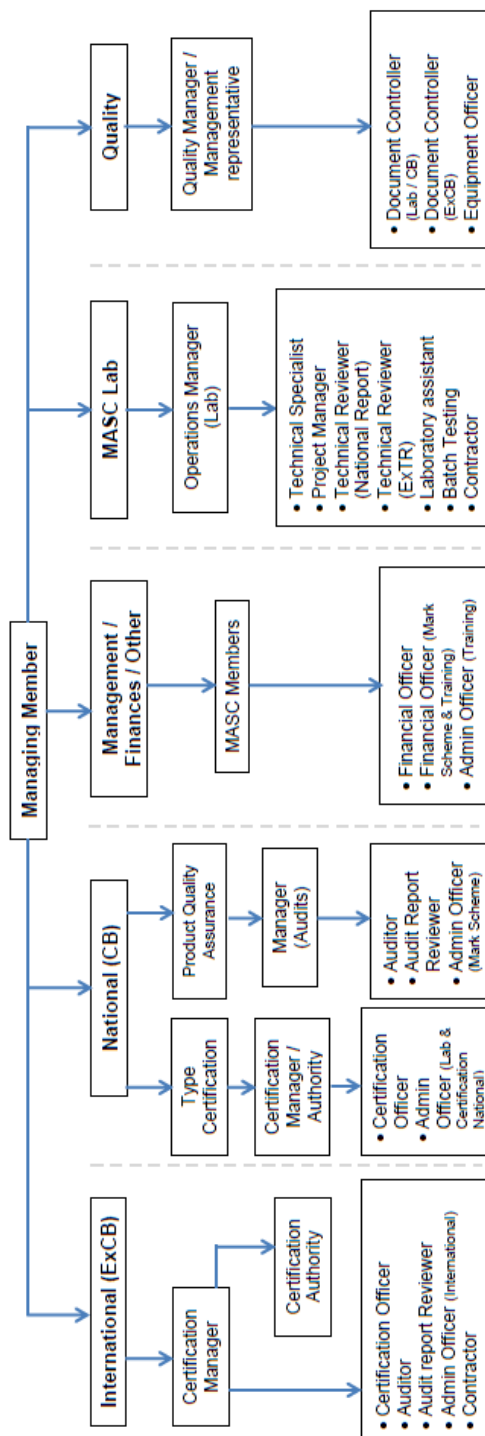 Managing Member
International (ExCB)
Certification
Manager
Certification
Authority
• Certification Officer
• Auditor
• Audit report Reviewer
• Admin Officer (International)
• Contractor
National (CB)
Type
Certification
Certification
Manager /
Authority
• Certification
Officer
• Admin
Officer (Lab &
Certification
National)
Product Quality
Assurance
Manager
(Audits)
• Auditor
• Audit Report
Reviewer
• Admin Officer
(Mark Scheme)
Management /
Finances / Other
MASC Members
• Financial Officer
• Financial Officer (Mark
Scheme & Training)
• Admin Officer (Training)
MASC Lab
Operations Manager
(Lab)
• Technical Specialist
• Project Manager
• Technical Reviewer
(National Report)
• Technical Reviewer
(ExTR)
• Laboratory assistant
• Batch Testing
• Contractor
Quality
Quality Manager /
Management
representative
• Document Controller
(Lab / CB)
• Document Controller
(ExCB)
• Equipment Officer